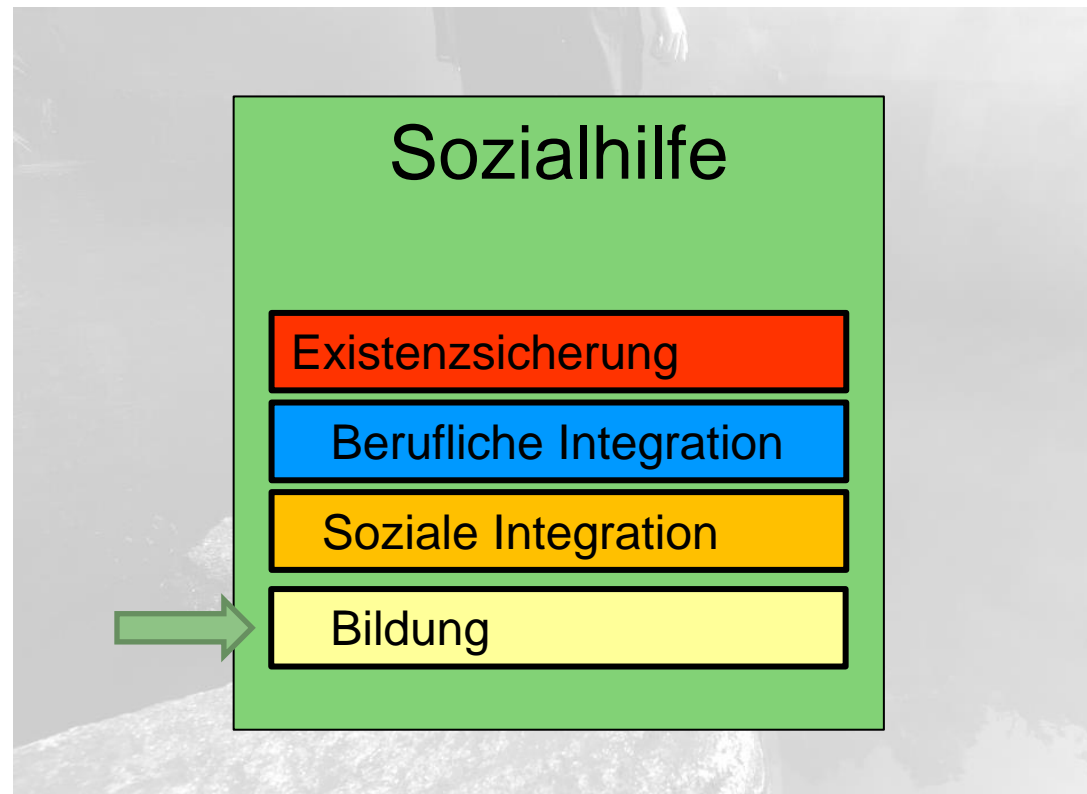 Sozialhilfe
Existenzsicherung
Berufliche Integration
Soziale Integration
Bildung